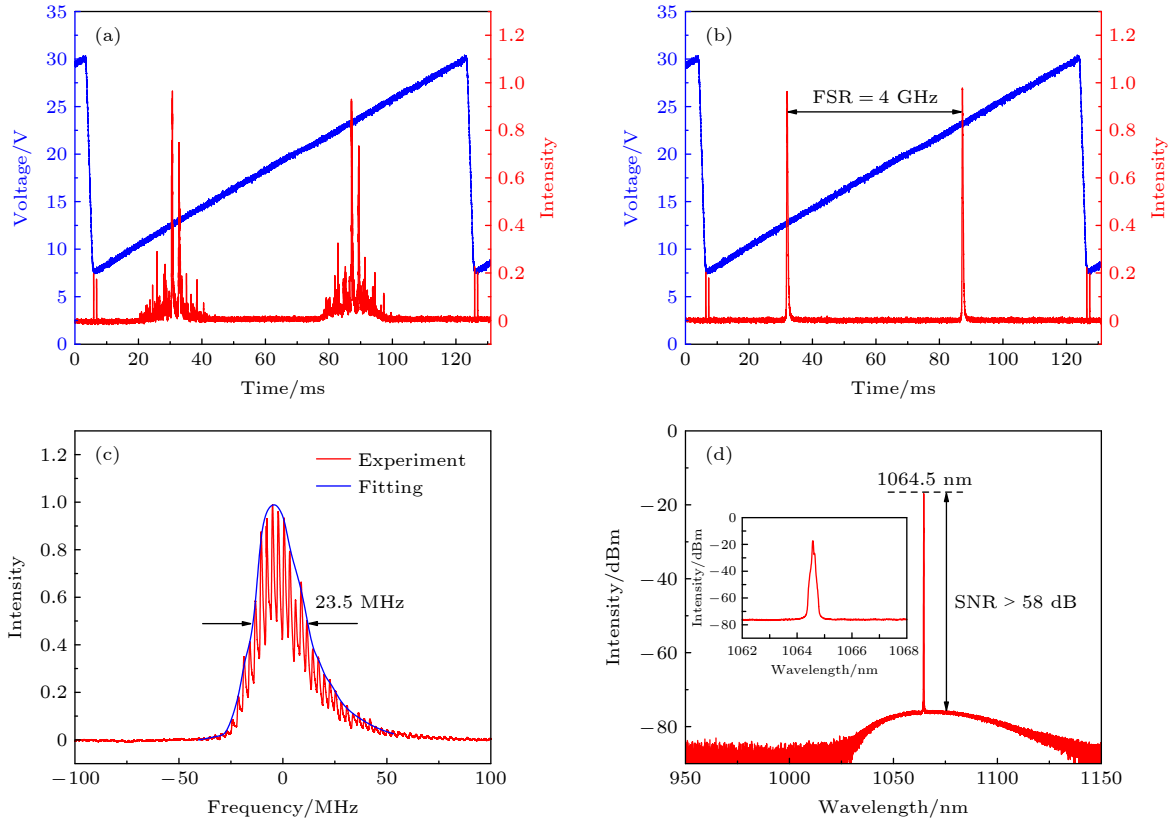 (a)
Voltage/V
35
30
25
20
15
10
5
0
Intensity
1.2
1.0
0.8
0.6
0.4
0.2
0
0 20 40 60 80 100 120
Time/ms
(b)
FSR = 4 GHz
Voltage/V
35
30
25
20
15
10
5
0
Intensity
1.2
1.0
0.8
0.6
0.4
0.2
0
0 20 40 60 80 100 120
Time/ms
(c)
Experiment
Fitting
23.5 MHz
Intensity
1.2
1.0
0.8
0.6
0.4
0.2
0
−100 −50 0 50 100
Frequency/MHz
(d)
1064.5 nm
SNR > 58 dB
Intensity/dBm
0
−20
−40
−60
−80
Intensity/dBm
0
−20
−40
−60
−80
1062 1064 1066 1068
Wavelength/nm
950 1000 1050 1100 1150
Wavelength/nm